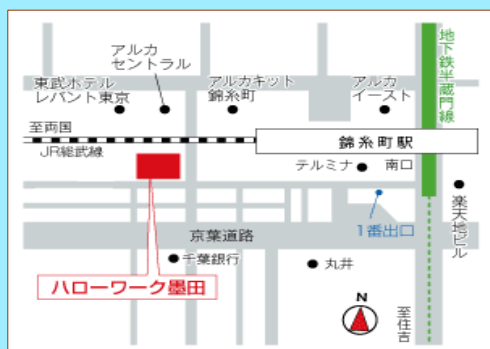 アルカ
セントラル
東武ホテル
レバント東京
アルカキット
錦糸町
アルカ
イースト
地下鉄半蔵門線
至両国
JR総武線
錦糸町駅
テルミナ
南口
1番出口
楽天地ビル
京葉道路
千葉銀行
丸井
ハローワーク墨田
N
至住吉